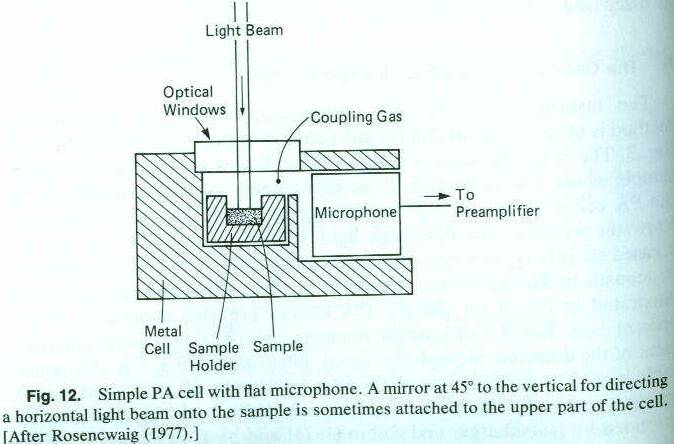 Light Beam
Optical
Windows
Coupling Gas
Microphone
To
Preamplifier
Metal
Cell
Sample
Holder
Sample
Fig. 12. Simple PA cell with flat microphone. A mirror at 45° to the vertical for directing
a horizontal light beam onto the sample is sometimes attached to the upper part of the cell.
[After Rosencwaig (1977).]